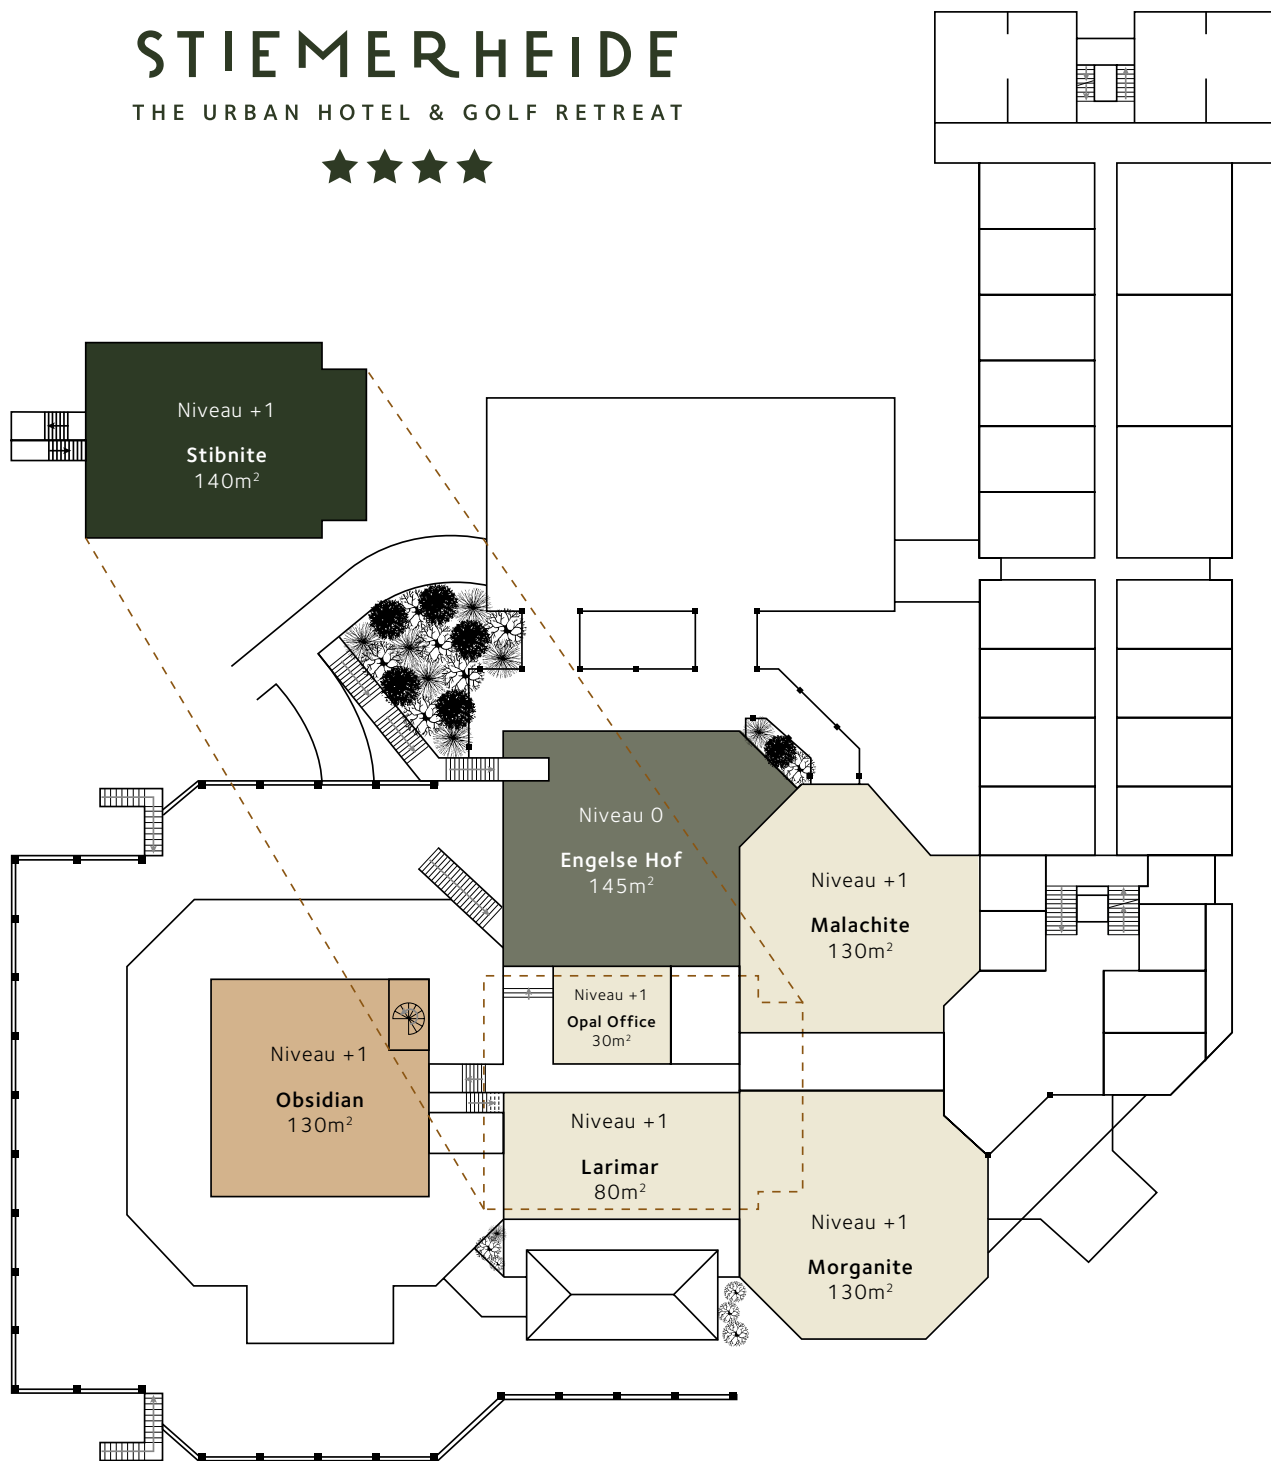 STIEMERHEIDE
THE URBAN HOTEL & GOLF RETREAT
Niveau +1
Stibnite
140m²
Niveau 0
Engelse Hof
145m²
Niveau +1
Malachite
130m²
Niveau +1
Opal Office
30m²
Niveau +1
Obsidian
130m²
Niveau +1
Larimar
80m²
Niveau +1
Morganite
130m²